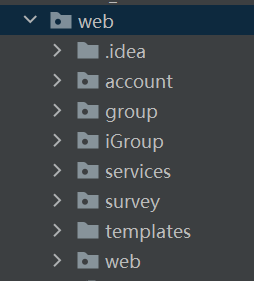 web
.idea
account
group
iGroup
services
survey
templates
web